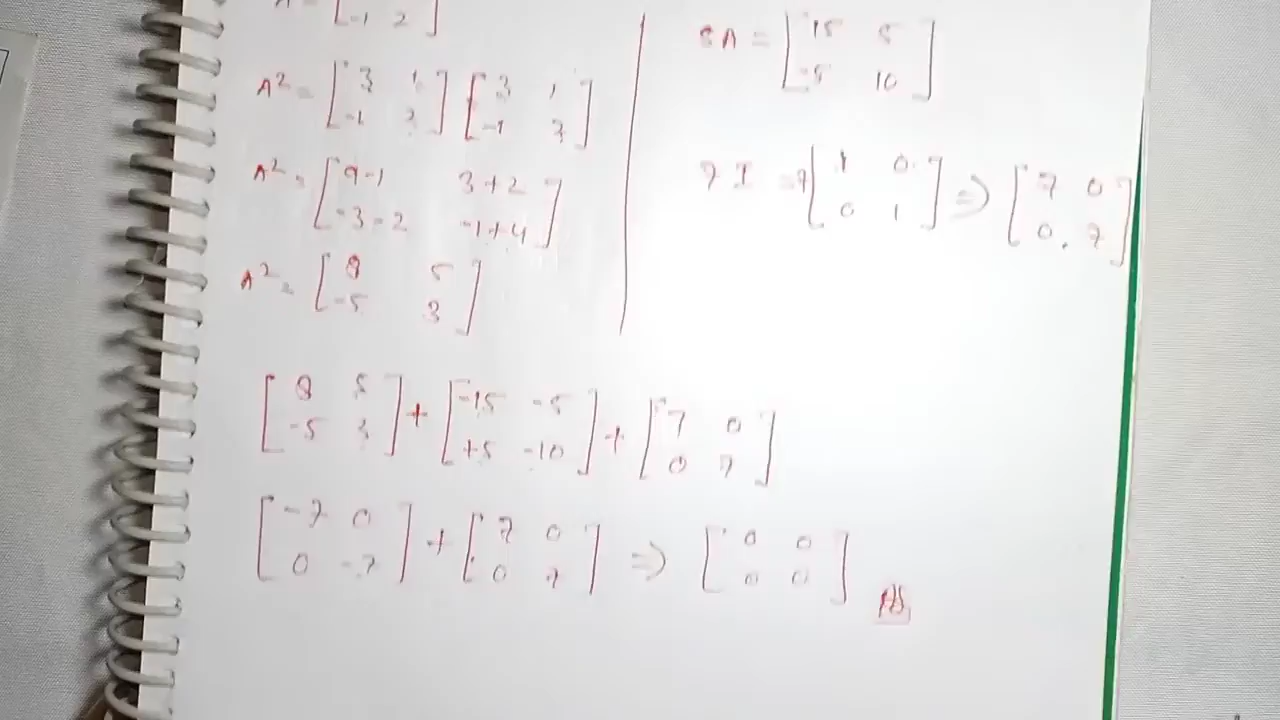 A = [ -1 2 ]
A² = [ 3 1 ] [ 3 1 ]
[ -1 2 ] [ -1 2 ]
A² = [ 9-1 3+2 ]
[ -3-2 -1+4 ]
A² = [ 8 5 ]
[ -5 3 ]
5A = [ 15 5 ]
[ -5 10 ]
7I = 7 [ 1 0 ] ⇒ [ 7 0 ]
[ 0 1 ] [ 0 7 ]
[ 8 5 ] + [ -15 -5 ] + [ 7 0 ]
[ -5 3 ] [ +5 -10 ] [ 0 7 ]
[ -7 0 ] + [ 7 0 ] ⇒ [ 0 0 ]
[ 0 -7 ] [ 0 7 ] [ 0 0 ]